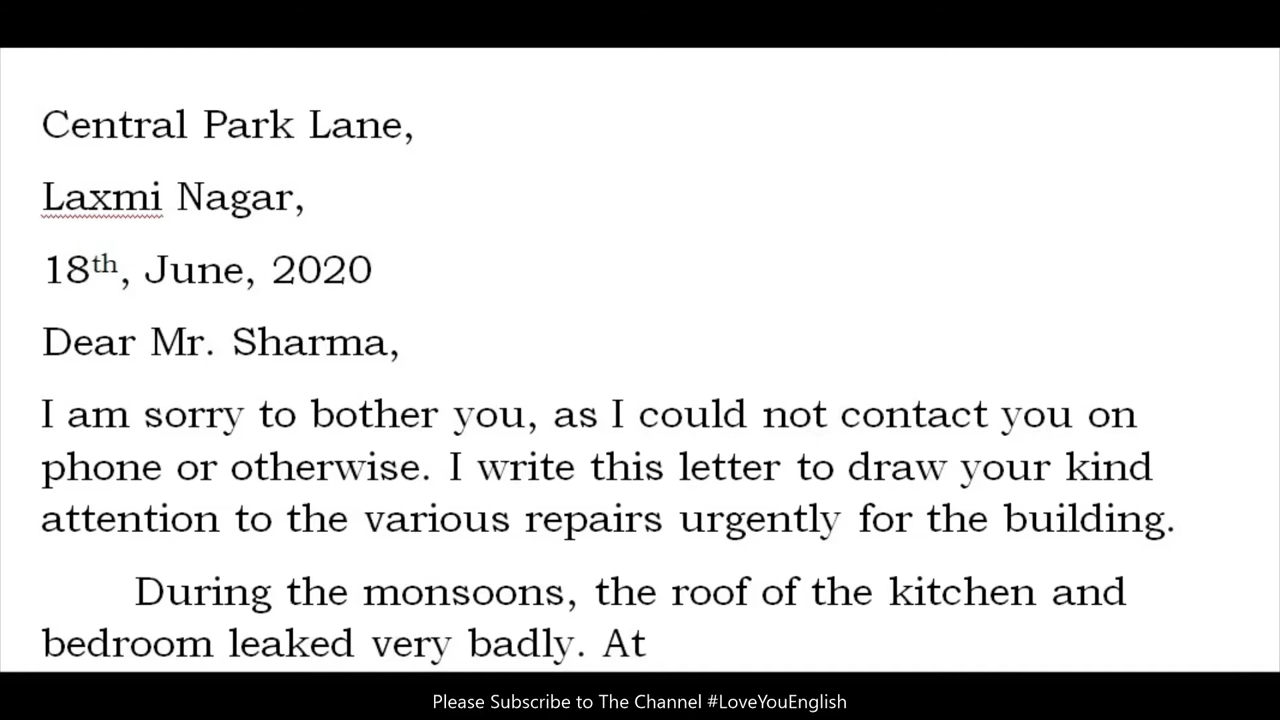 Central Park Lane,
Laxmi Nagar,
18th, June, 2020
Dear Mr. Sharma,
I am sorry to bother you, as I could not contact you on
phone or otherwise. I write this letter to draw your kind
attention to the various repairs urgently for the building.
During the monsoons, the roof of the kitchen and
bedroom leaked very badly. At
Please Subscribe to The Channel #LoveYouEnglish